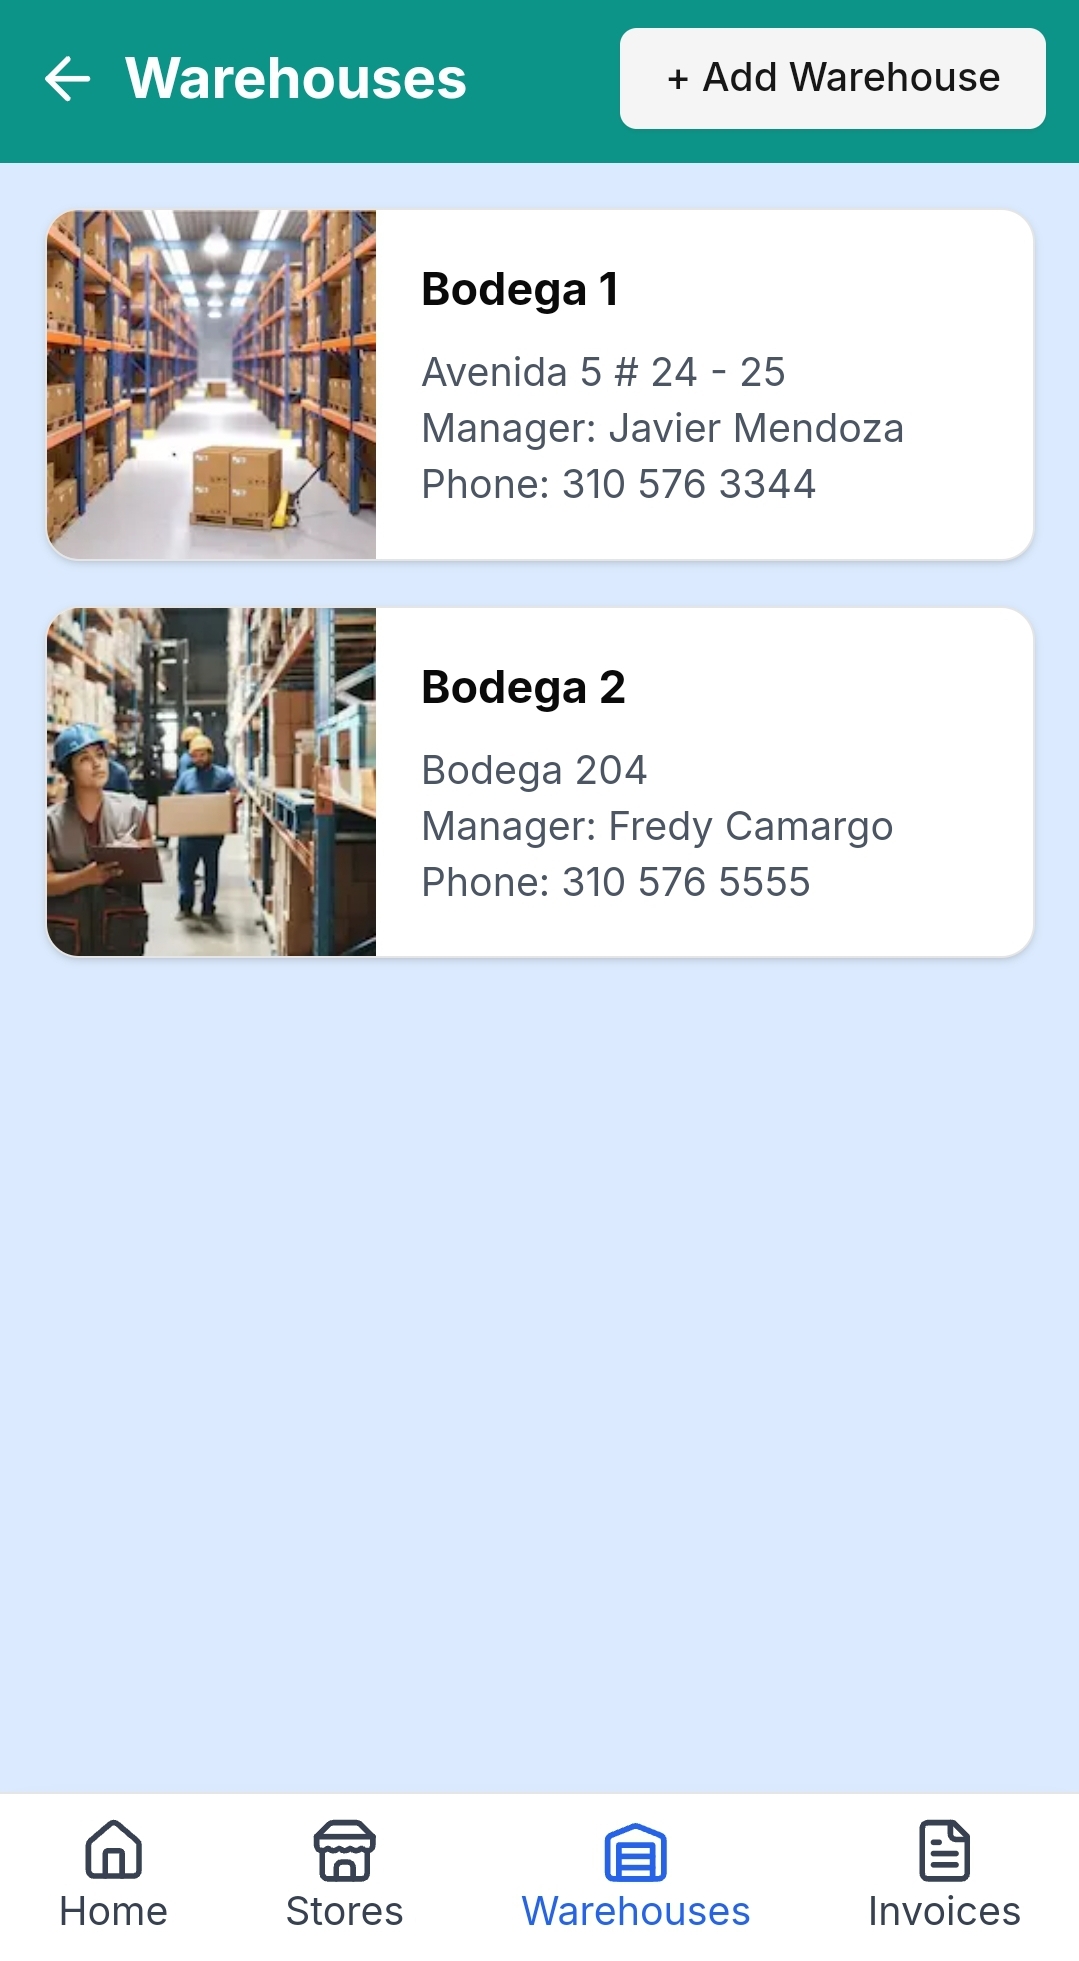 Warehouses
+ Add Warehouse
Bodega 1
Avenida 5 # 24 - 25
Manager: Javier Mendoza
Phone: 310 576 3344
Bodega 2
Bodega 204
Manager: Fredy Camargo
Phone: 310 576 5555
Home
Stores
Warehouses
Invoices